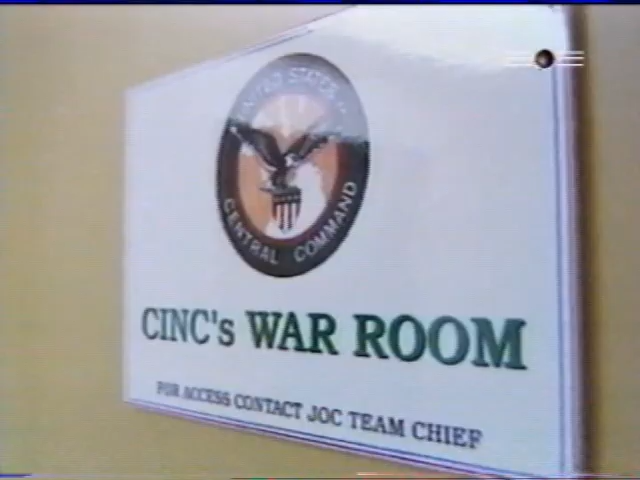 UNITED STATES
CENTRAL COMMAND
CINC's WAR ROOM
FOR ACCESS CONTACT JOC TEAM CHIEF